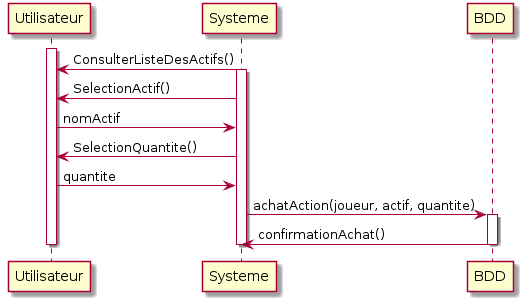 Utilisateur
Systeme
BDD
ConsulterListeDesActifs()
SelectionActif()
nomActif
SelectionQuantite()
quantite
achatAction(joueur, actif, quantite)
confirmationAchat()
Utilisateur
Systeme
BDD